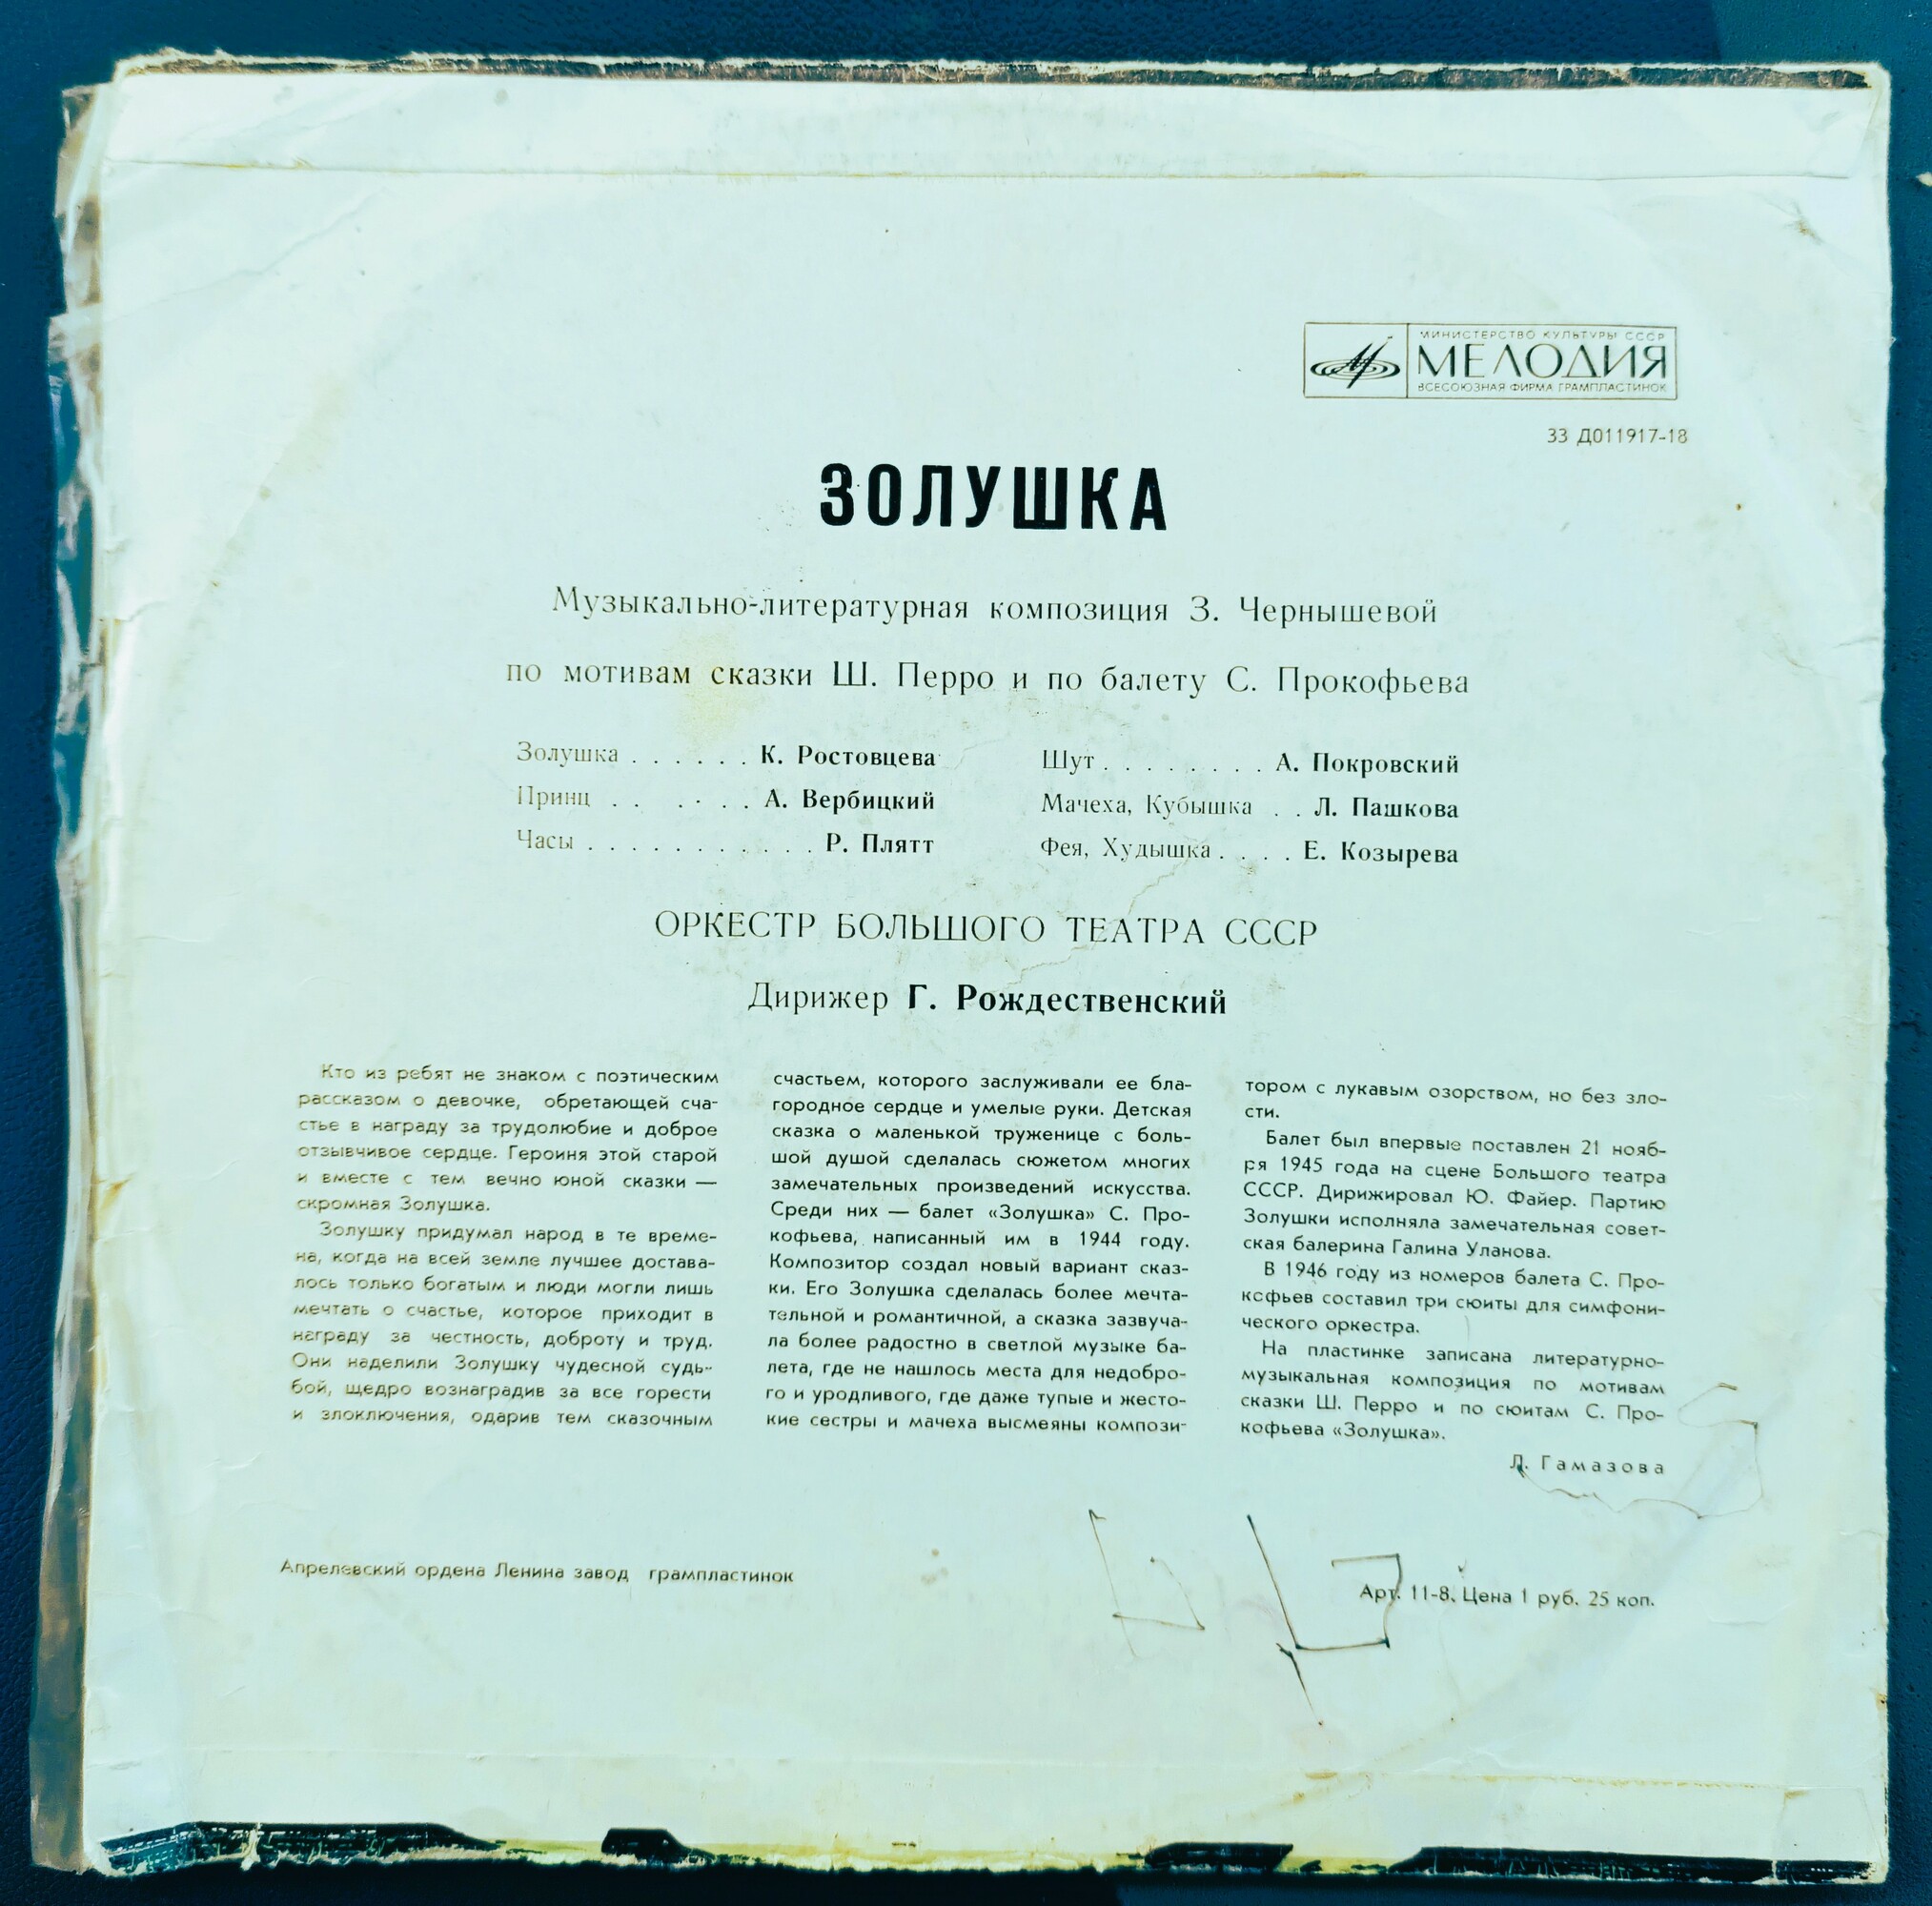 МИНИСТЕРСТВО КУЛЬТУРЫ СССР
МЕЛОДИЯ
ВСЕСОЮЗНАЯ ФИРМА ГРАМПЛАСТИНОК
33 Д011917-18
ЗОЛУШКА
Музыкально-литературная композиция З. Чернышевой
по мотивам сказки Ш. Перро и по балету С. Прокофьева
Золушка . . . . . . К. Ростовцева
Принц . . . . . . А. Вербицкий
Часы . . . . . . . . . . . Р. Плятт
Шут . . . . . . . . А. Покровский
Мачеха, Кубышка . . Л. Пашкова
Фея, Худышка . . . . Е. Козырева
ОРКЕСТР БОЛЬШОГО ТЕАТРА СССР
Дирижер Г. Рождественский
Кто из ребят не знаком с поэтическим
рассказом о девочке, обретающей сча-
стье в награду за трудолюбие и доброе
отзывчивое сердце. Героиня этой старой
и вместе с тем вечно юной сказки —
скромная Золушка.
Золушку придумал народ в те време-
на, когда на всей земле лучшее достава-
лось только богатым и люди могли лишь
мечтать о счастье, которое приходит в
награду за честность, доброту и труд.
Они наделили Золушку чудесной судь-
бой, щедро вознаградив за все горести
и злоключения, одарив тем сказочным
счастьем, которого заслуживали ее бла-
городное сердце и умелые руки. Детская
сказка о маленькой труженице с боль-
шой душой сделалась сюжетом многих
замечательных произведений искусства.
Среди них — балет «Золушка» С. Про-
кофьева, написанный им в 1944 году.
Композитор создал новый вариант сказ-
ки. Его Золушка сделалась более мечта-
тельной и романтичной, а сказка зазвуча-
ла более радостно в светлой музыке ба-
лета, где не нашлось места для недобро-
го и уродливого, где даже тупые и жесто-
кие сестры и мачеха высмеяны компози-
тором с лукавым озорством, но без зло-
сти.
Балет был впервые поставлен 21 нояб-
ря 1945 года на сцене Большого театра
СССР. Дирижировал Ю. Файер. Партию
Золушки исполняла замечательная совет-
ская балерина Галина Уланова.
В 1946 году из номеров балета С. Про-
кофьев составил три сюиты для симфони-
ческого оркестра.
На пластинке записана литературно-
музыкальная композиция по мотивам
сказки Ш. Перро и по сюитам С. Про-
кофьева «Золушка».
Л. Гамазова
Апрелевский ордена Ленина завод грампластинок
Арт. 11-8. Цена 1 руб. 25 коп.